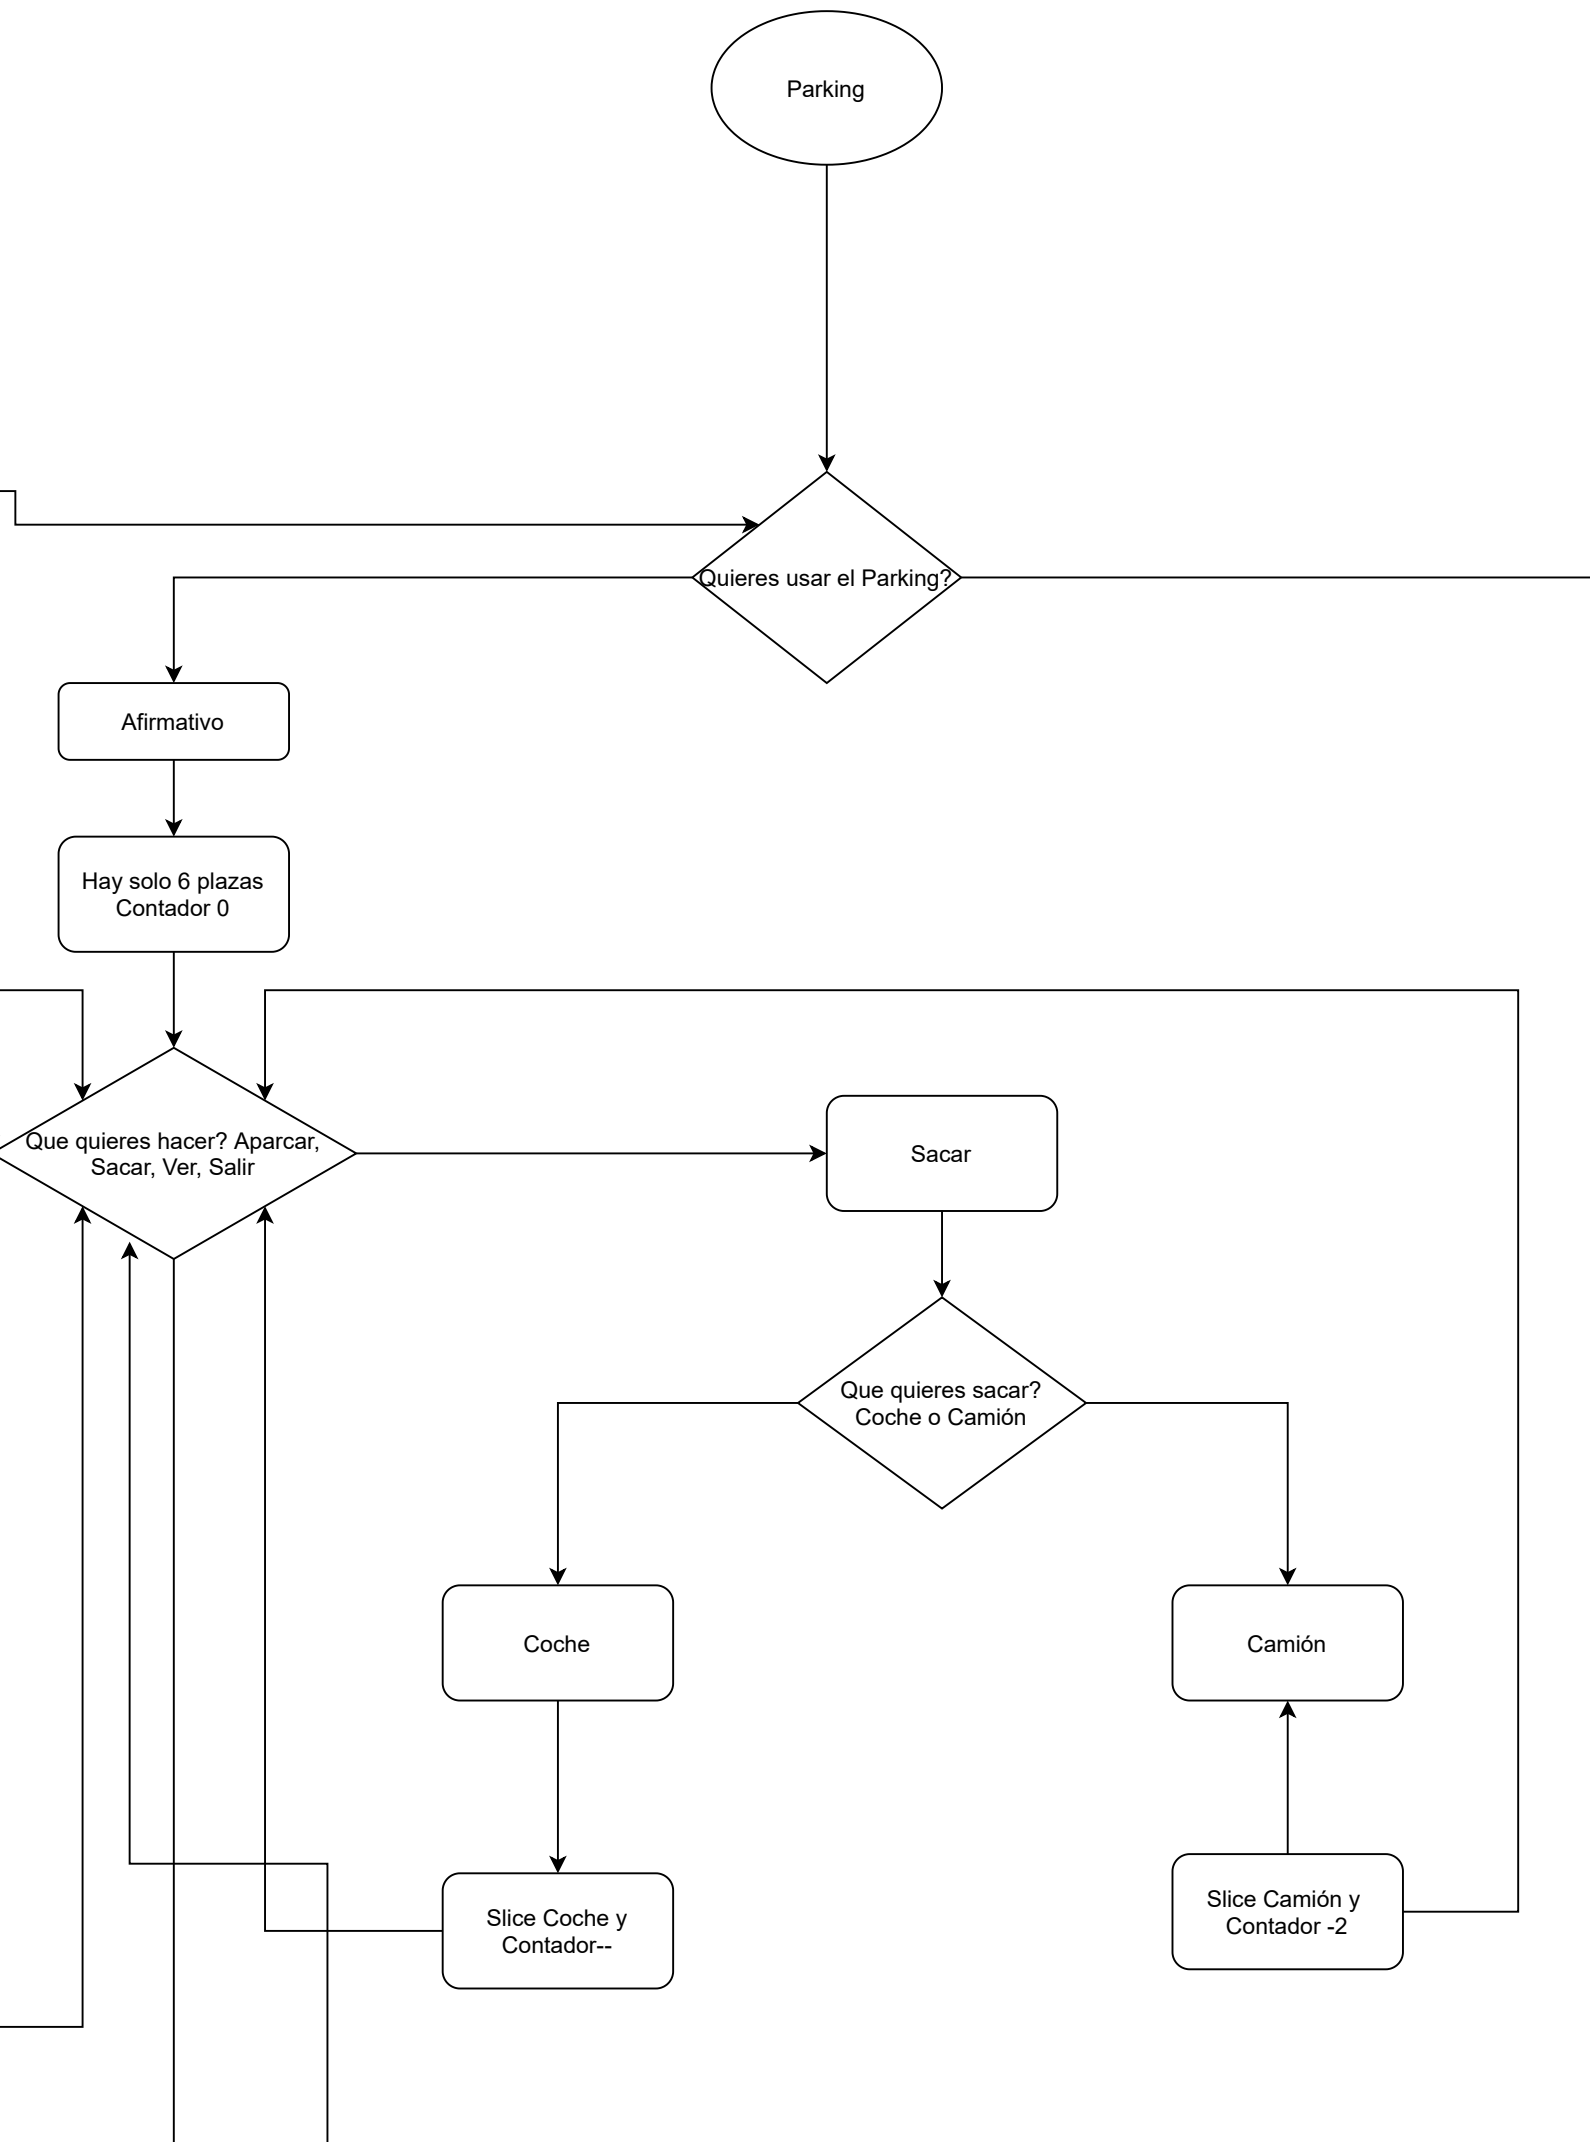 Parking
Quieres usar el Parking?
Afirmativo
Hay solo 6 plazas
Contador 0
Que quieres hacer? Aparcar,
Sacar, Ver, Salir
Sacar
Que quieres sacar?
Coche o Camión
Coche
Camión
Slice Coche y
Contador--
Slice Camión y
Contador -2